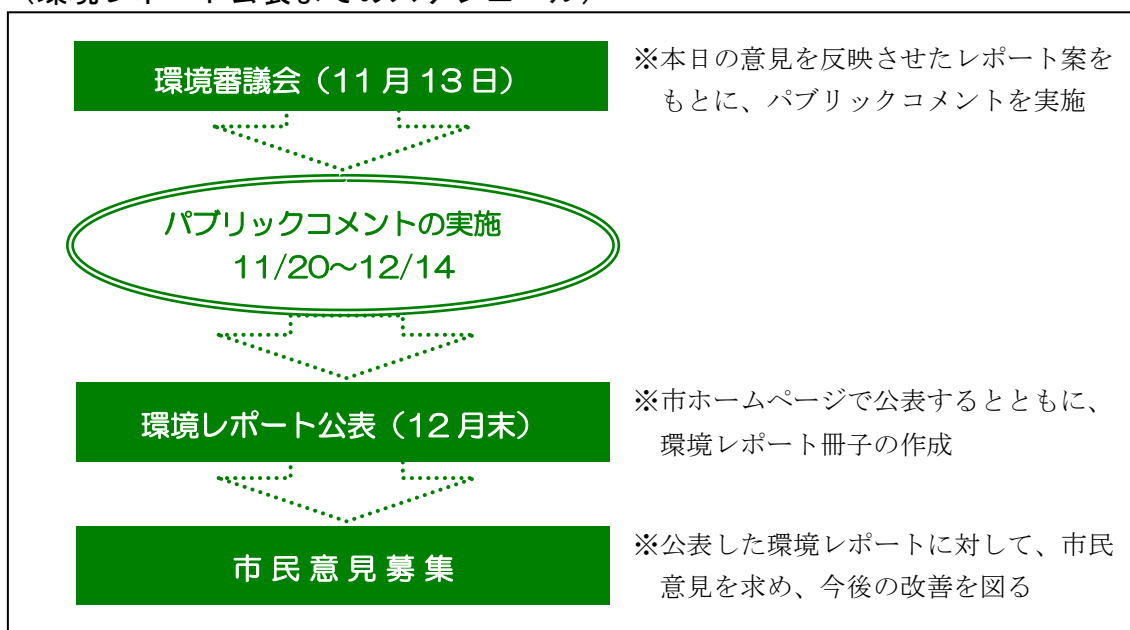 環境審議会(11月13日)
※本日の意見を反映させたレポート案を
もとに、パブリックコメントを実施
パブリックコメントの実施
11/20~12/14
環境レポート公表(12月末)
※市ホームページで公表するとともに、
環境レポート冊子の作成
市民意見募集
※公表した環境レポートに対して、市民
意見を求め、今後の改善を図る